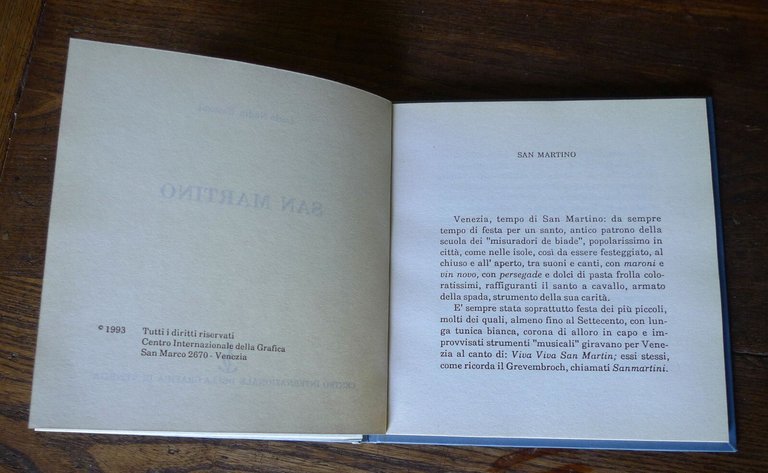 © 1993 Tutti i diritti riservati
Centro Internazionale della Grafica
San Marco 2670 - Venezia
SAN MARTINO
Venezia, tempo di San Martino: da sempre
tempo di festa per un santo, antico patrono della
scuola dei "misuradori de biade", popolarissimo in
città, come nelle isole, così da essere festeggiato, al
chiuso e all' aperto, tra suoni e canti, con maroni e
vin novo, con persegade e dolci di pasta frolla colo-
ratissimi, raffiguranti il santo a cavallo, armato
della spada, strumento della sua carità.
E' sempre stata soprattutto festa dei più piccoli,
molti dei quali, almeno fino al Settecento, con lun-
ga tunica bianca, corona di alloro in capo e im-
provvisati strumenti "musicali" giravano per Vene-
zia al canto di: Viva Viva San Martin; essi stessi,
come ricorda il Grevembroch, chiamati Sanmartini.
SAN MARTINO